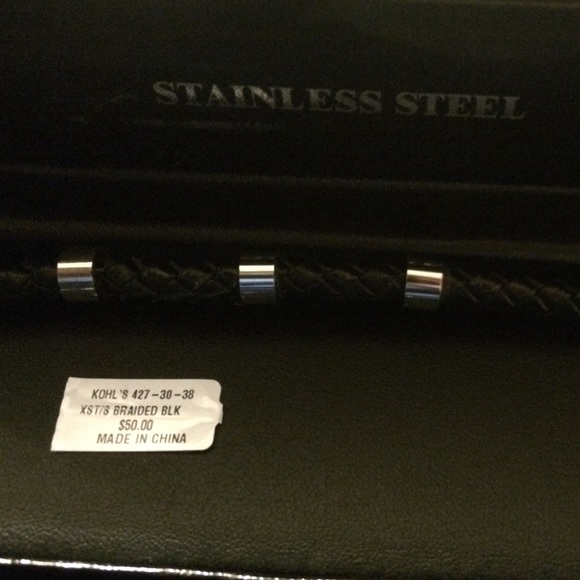 STAINLESS STEEL
KOHL'S 427-30-38
XST/S BRAIDED BLK
$50.00
MADE IN CHINA